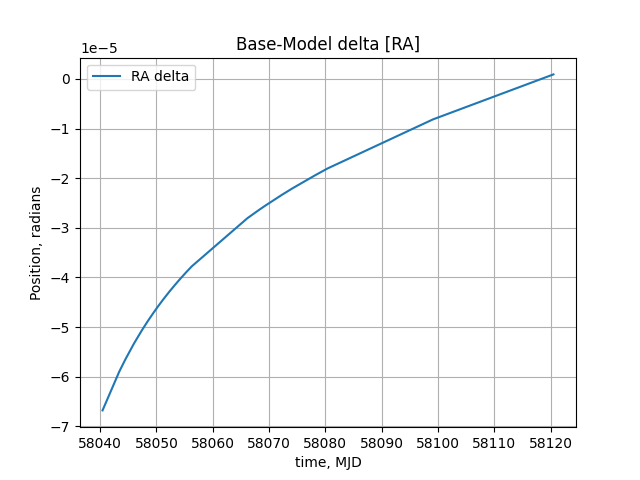 Base-Model delta [RA]
1e−5
RA delta
0
−1
−2
−3
−4
−5
−6
−7
Position, radians
58040 58050 58060 58070 58080 58090 58100 58110 58120
time, MJD